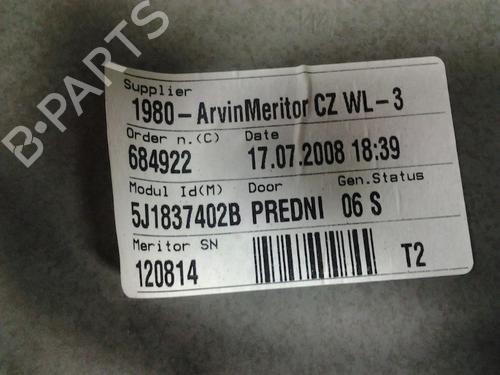 B-PARTS
Supplier
1980-ArvinMeritor CZ WL-3
Order n.(C) Date
684922 17.07.2008 18:39
Modul Id(M) Door Gen.Status
5J1837402B PREDNI 06 S
Meritor SN
120814 T2